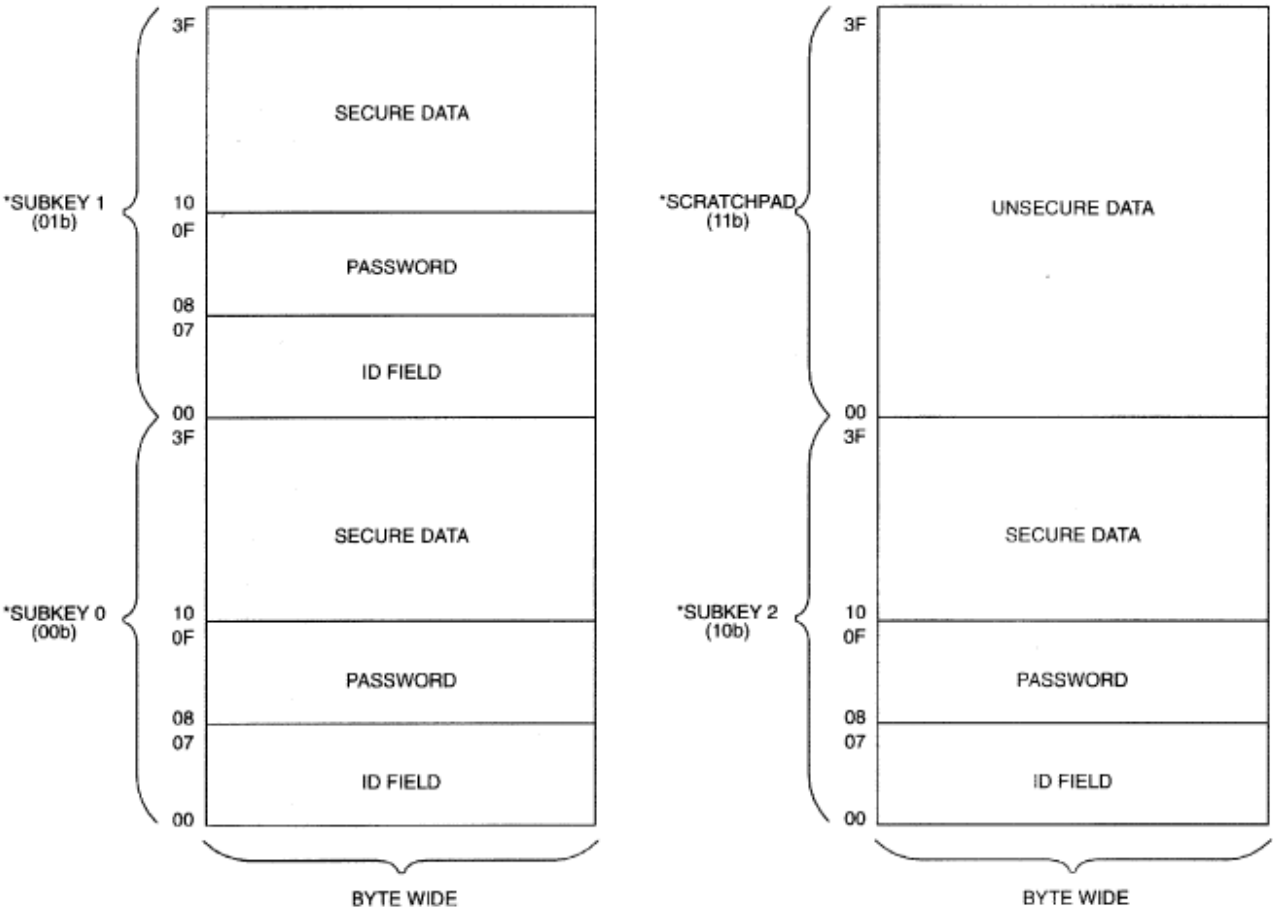 3F
SECURE DATA
*SUBKEY 1
(01b)
10
0F
PASSWORD
08
07
ID FIELD
00
3F
SECURE DATA
*SUBKEY 0
(00b)
10
0F
PASSWORD
08
07
ID FIELD
00
BYTE WIDE
3F
UNSECURE DATA
*SCRATCHPAD
(11b)
00
3F
SECURE DATA
*SUBKEY 2
(10b)
10
0F
PASSWORD
08
07
ID FIELD
00
BYTE WIDE